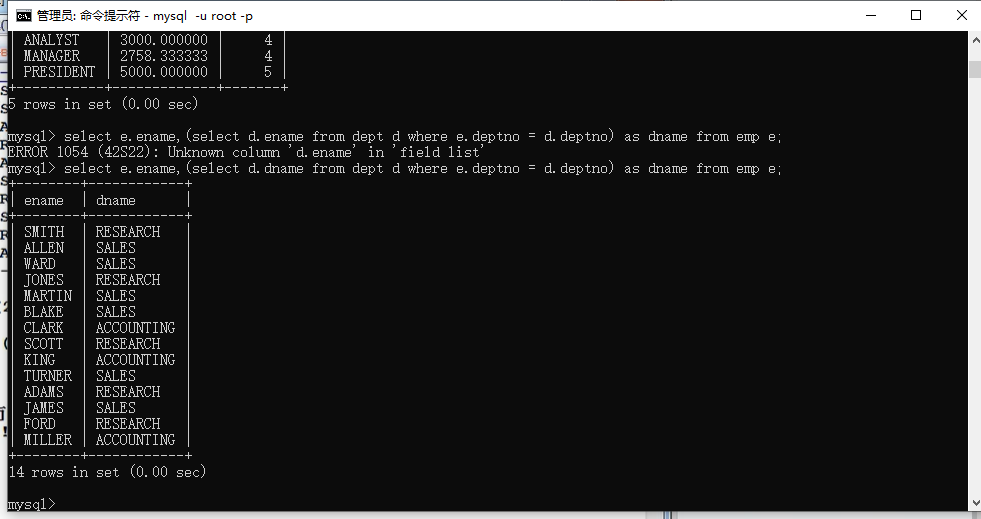 管理员: 命令提示符 - mysql -u root -p
| ANALYST | 3000.000000 | 4 |
| MANAGER | 2758.333333 | 4 |
| PRESIDENT | 5000.000000 | 5 |
+-----------+-------------+-------+
5 rows in set (0.00 sec)
mysql> select e.ename,(select d.ename from dept d where e.deptno = d.deptno) as dname from emp e;
ERROR 1054 (42S22): Unknown column 'd.ename' in 'field list'
mysql> select e.ename,(select d.dname from dept d where e.deptno = d.deptno) as dname from emp e;
+--------+------------+
| ename | dname |
+--------+------------+
| SMITH | RESEARCH |
| ALLEN | SALES |
| WARD | SALES |
| JONES | RESEARCH |
| MARTIN | SALES |
| BLAKE | SALES |
| CLARK | ACCOUNTING |
| SCOTT | RESEARCH |
| KING | ACCOUNTING |
| TURNER | SALES |
| ADAMS | RESEARCH |
| JAMES | SALES |
| FORD | RESEARCH |
| MILLER | ACCOUNTING |
+--------+------------+
14 rows in set (0.00 sec)
mysql>